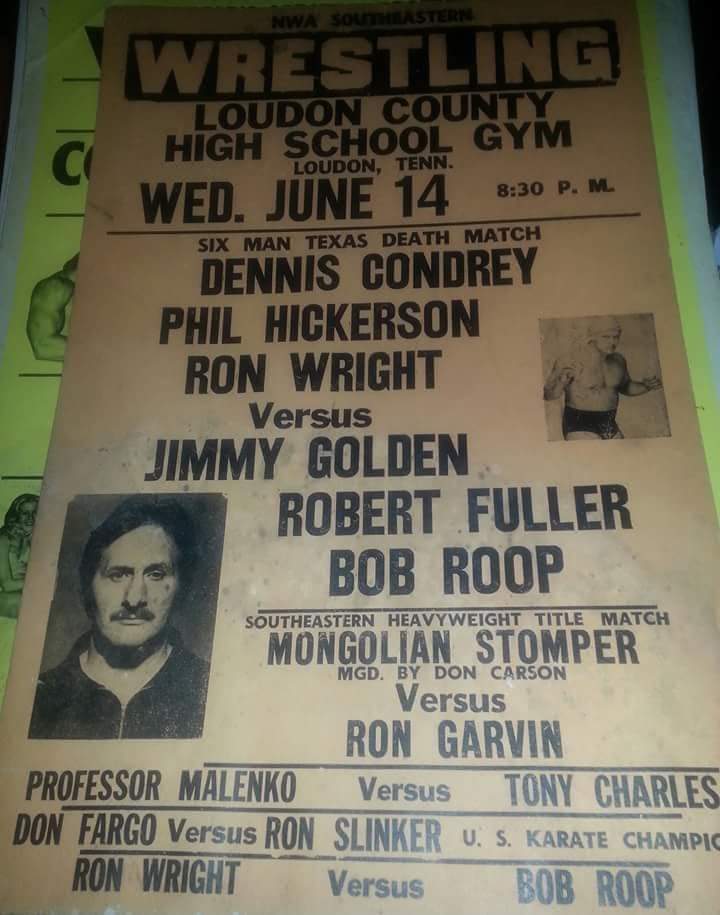 NWA SOUTHEASTERN
WRESTLING
LOUDON COUNTY
HIGH SCHOOL GYM
LOUDON, TENN.
WED. JUNE 14 8:30 P. M.
SIX MAN TEXAS DEATH MATCH
DENNIS CONDREY
PHIL HICKERSON
RON WRIGHT
Versus
JIMMY GOLDEN
ROBERT FULLER
BOB ROOP
SOUTHEASTERN HEAVYWEIGHT TITLE MATCH
MONGOLIAN STOMPER
MGD. BY DON CARSON
Versus
RON GARVIN
PROFESSOR MALENKO Versus TONY CHARLES
DON FARGO Versus RON SLINKER U. S. KARATE CHAMPIO
RON WRIGHT Versus BOB ROOP